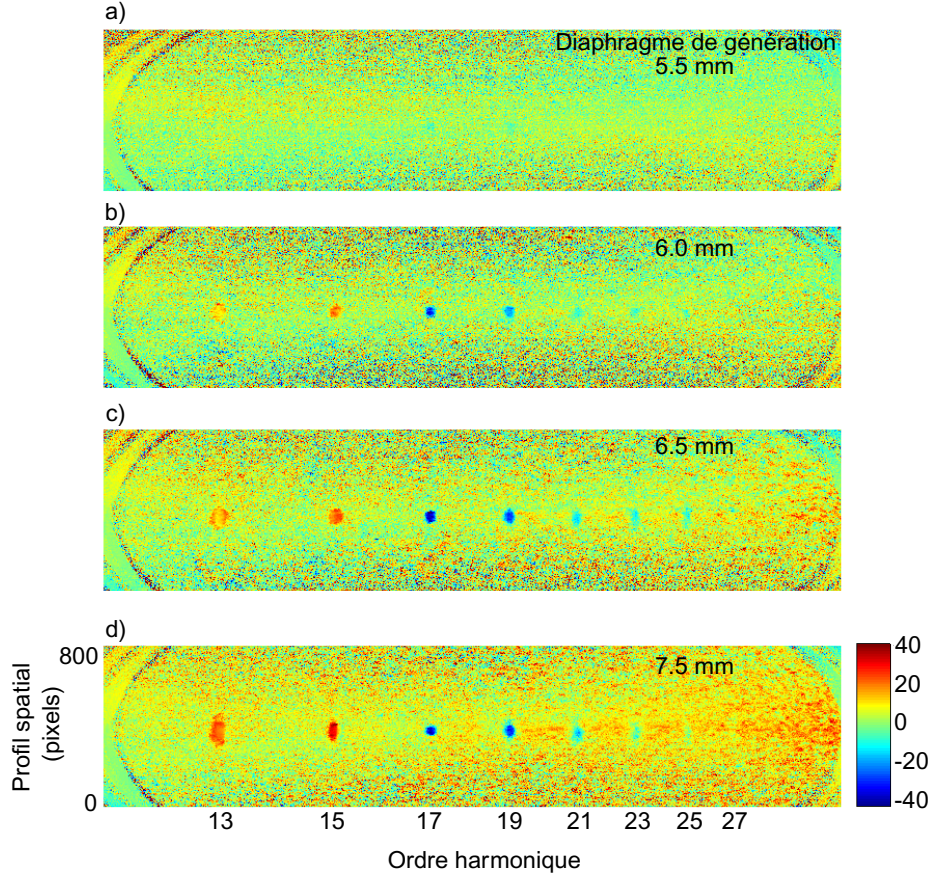 a)
Diaphragme de génération
5.5 mm
b)
6.0 mm
c)
6.5 mm
d)
7.5 mm
800
0
Profil spatial
(pixels)
40
20
0
-20
-40
13 15 17 19 21 23 25 27
Ordre harmonique